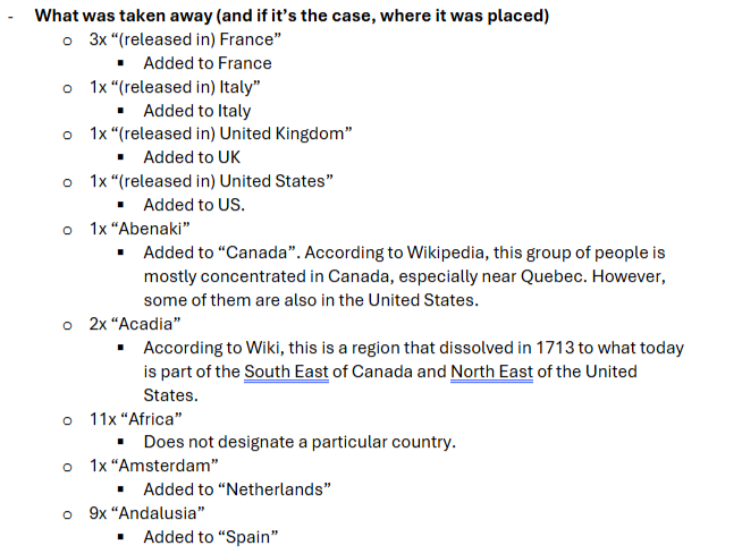 - What was taken away (and if it’s the case, where it was placed)
o 3x “(released in) France”
▪ Added to France
o 1x “(released in) Italy”
▪ Added to Italy
o 1x “(released in) United Kingdom”
▪ Added to UK
o 1x “(released in) United States”
▪ Added to US.
o 1x “Abenaki”
▪ Added to “Canada”. According to Wikipedia, this group of people is
mostly concentrated in Canada, especially near Quebec. However,
some of them are also in the United States.
o 2x “Acadia”
▪ According to Wiki, this is a region that dissolved in 1713 to what today
is part of the South East of Canada and North East of the United
States.
o 11x “Africa”
▪ Does not designate a particular country.
o 1x “Amsterdam”
▪ Added to “Netherlands”
o 9x “Andalusia”
▪ Added to “Spain”